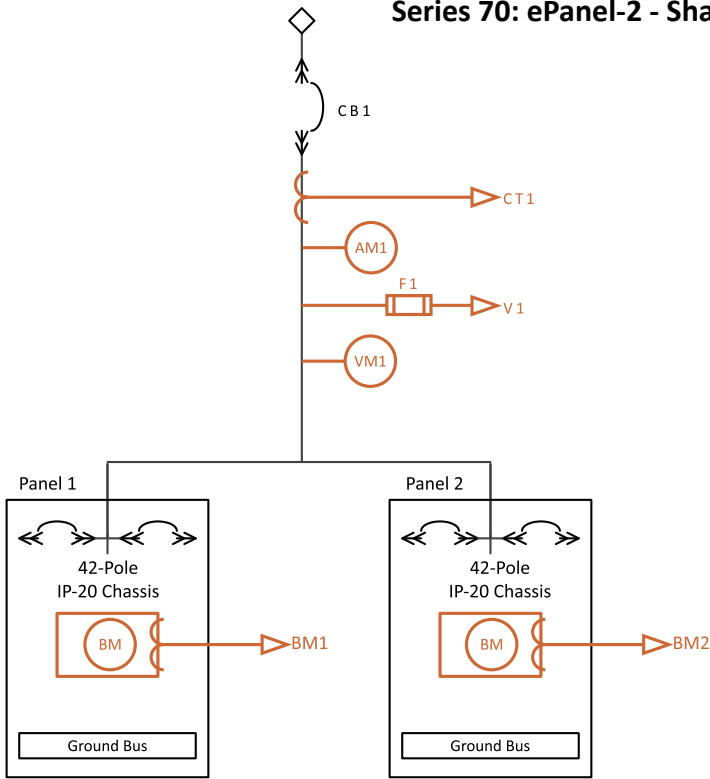 Series 70: ePanel-2 - Sha
CB1
CT1
AM1
F1
V1
VM1
Panel 1
Panel 2
42-Pole
IP-20 Chassis
42-Pole
IP-20 Chassis
BM
BM1
BM
BM2
Ground Bus
Ground Bus